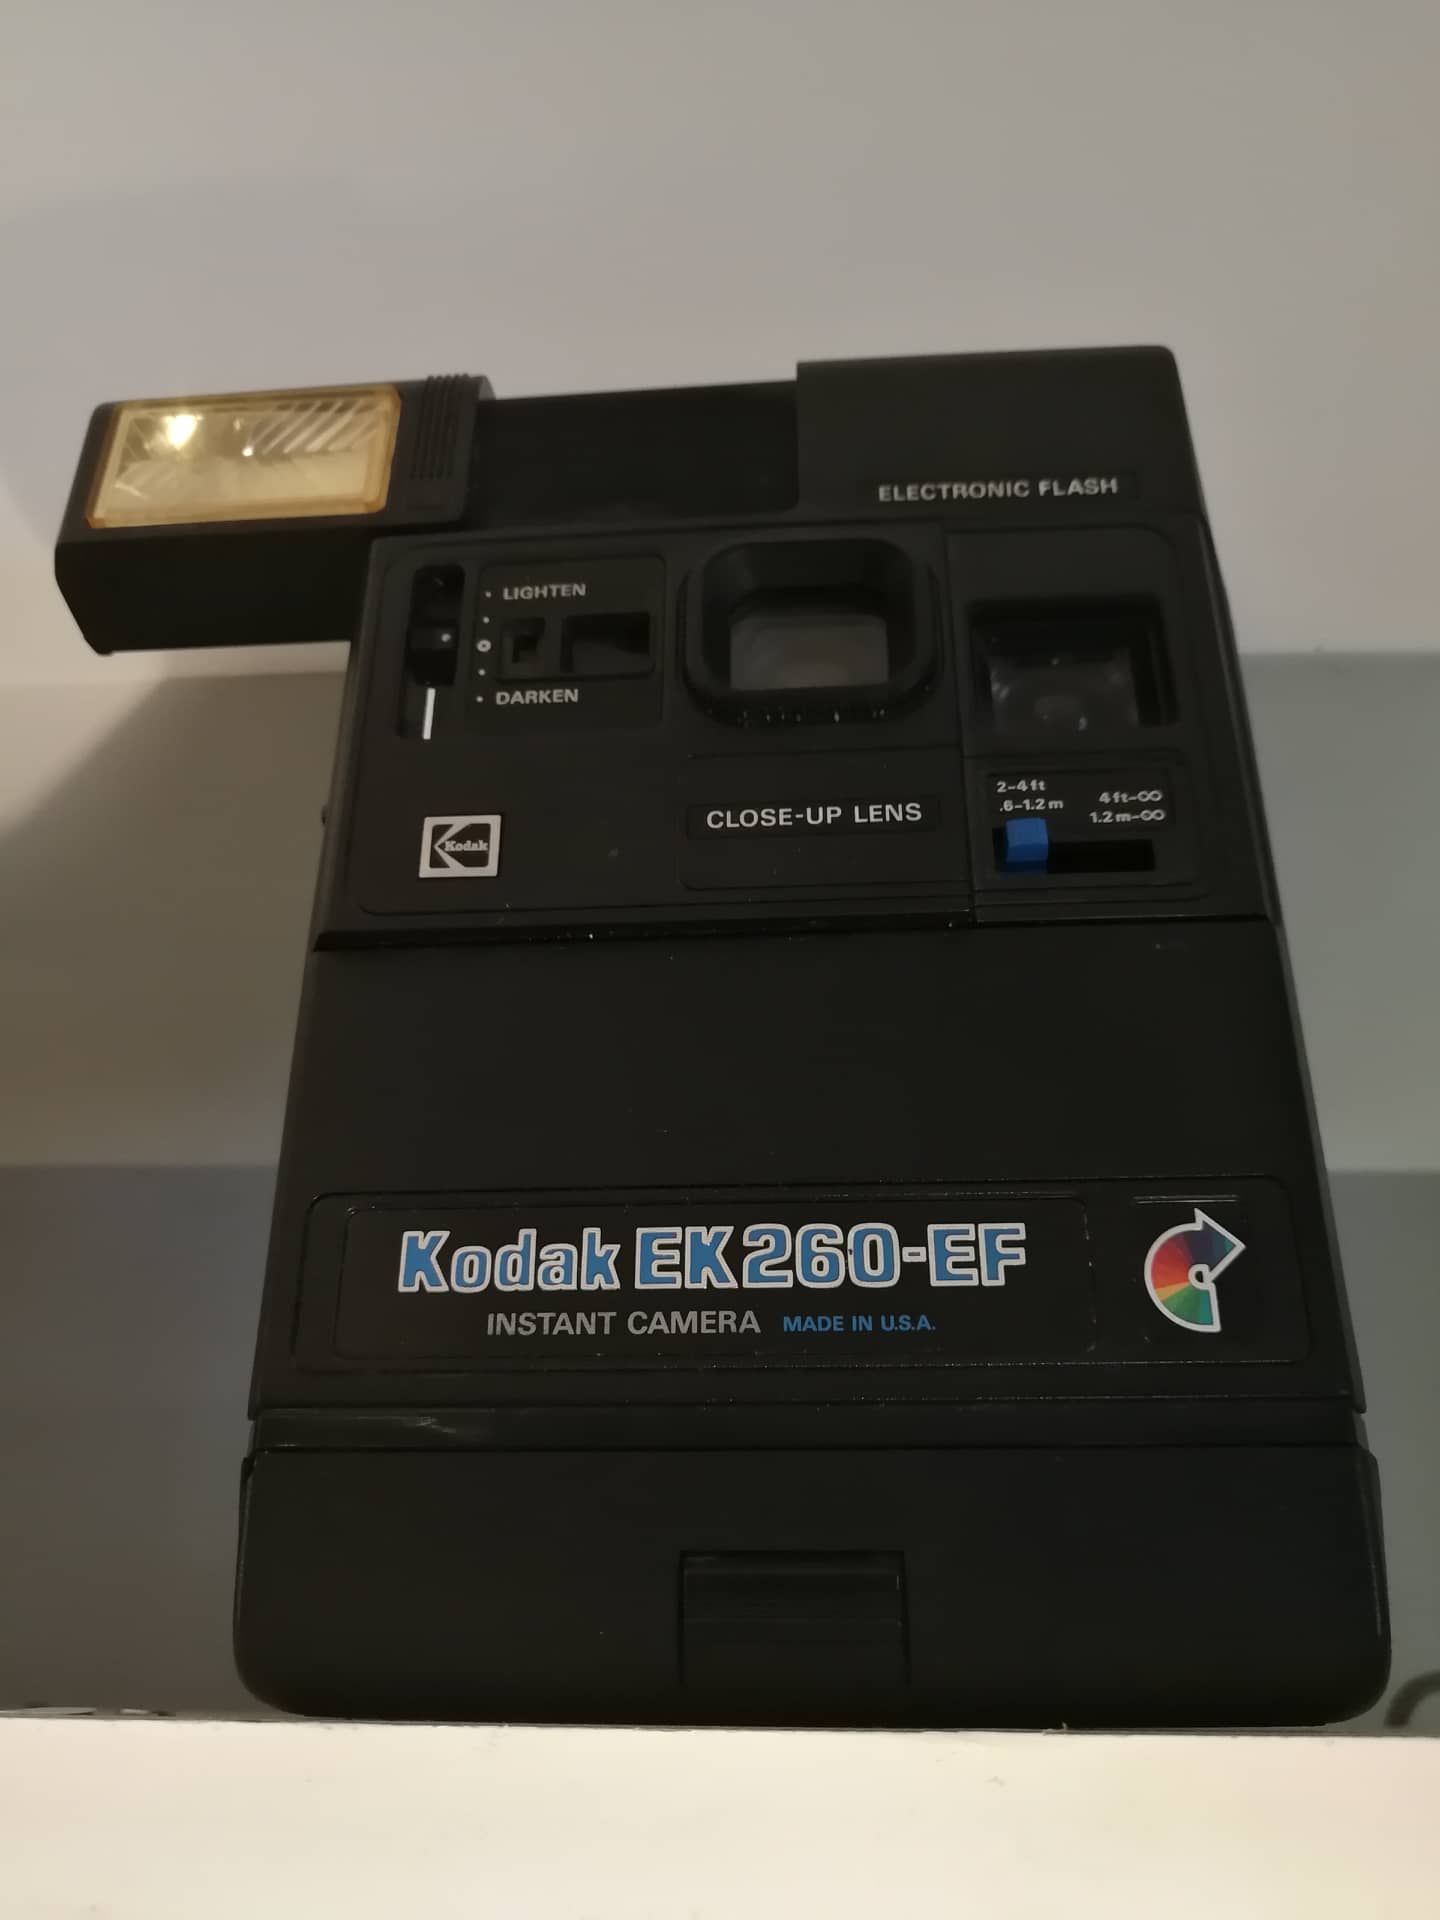 ELECTRONIC FLASH
LIGHTEN
DARKEN
Kodak
CLOSE-UP LENS
2-4ft
.6-1.2m
4ft-∞
1.2m-∞
Kodak EK260-EF
INSTANT CAMERA MADE IN U.S.A.